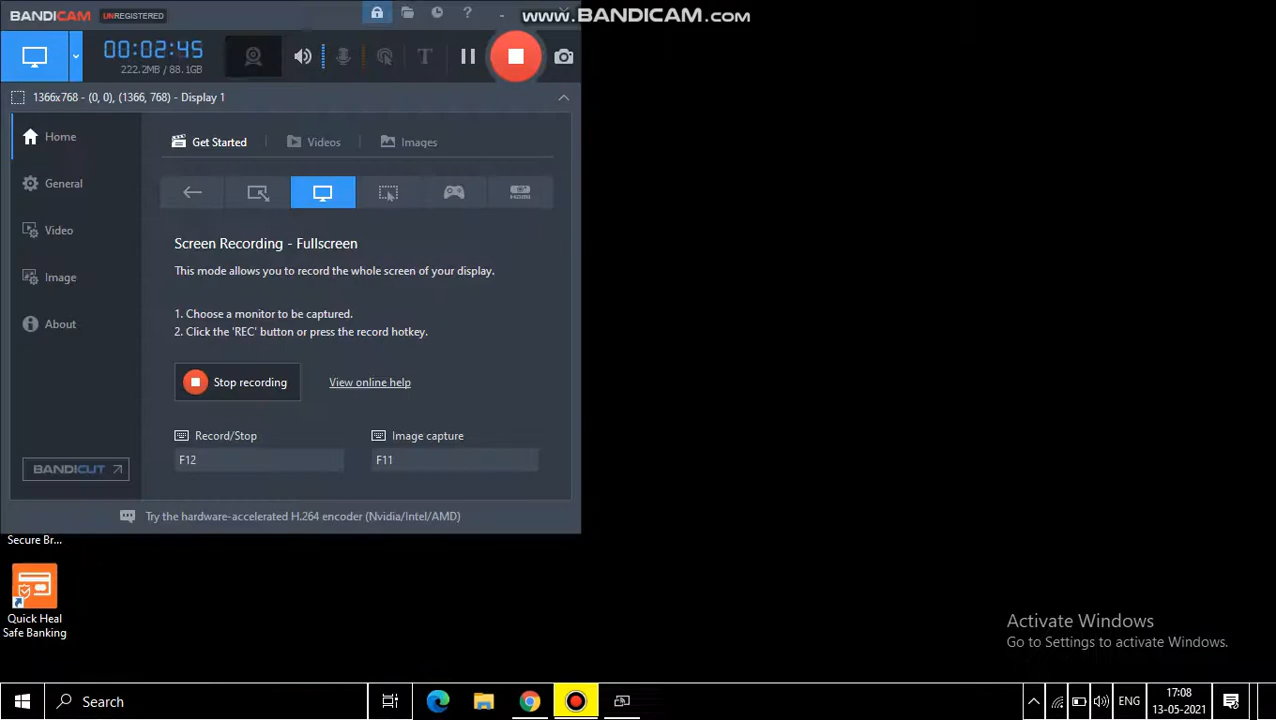 BANDICAM UNREGISTERED
www.BANDICAM.com
00:02:45
222.2MB / 88.1GB
1366x768 - (0, 0), (1366, 768) - Display 1
Home
General
Video
Image
About
BANDICUT
Get Started
Videos
Images
HDMI
Screen Recording - Fullscreen
This mode allows you to record the whole screen of your display.
1. Choose a monitor to be captured.
2. Click the 'REC' button or press the record hotkey.
Stop recording
View online help
Record/Stop
Image capture
F12
F11
Try the hardware-accelerated H.264 encoder (Nvidia/Intel/AMD)
Secure Br...
Quick Heal
Safe Banking
Activate Windows
Go to Settings to activate Windows.
Search
ENG
17:08
13-05-2021